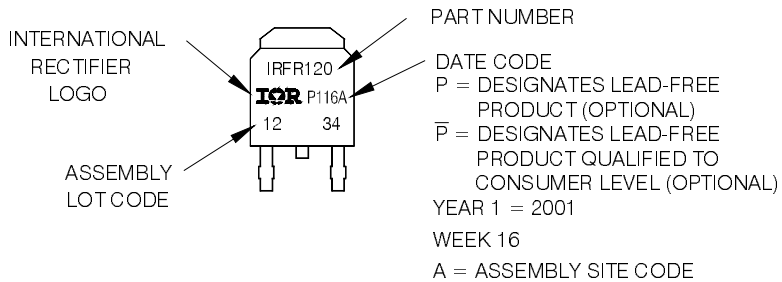 PART NUMBER
INTERNATIONAL
RECTIFIER
LOGO
IRFR120
IOR P116A
12 34
DATE CODE
P = DESIGNATES LEAD-FREE
PRODUCT (OPTIONAL)
P̅ = DESIGNATES LEAD-FREE
PRODUCT QUALIFIED TO
CONSUMER LEVEL (OPTIONAL)
ASSEMBLY
LOT CODE
YEAR 1 = 2001
WEEK 16
A = ASSEMBLY SITE CODE